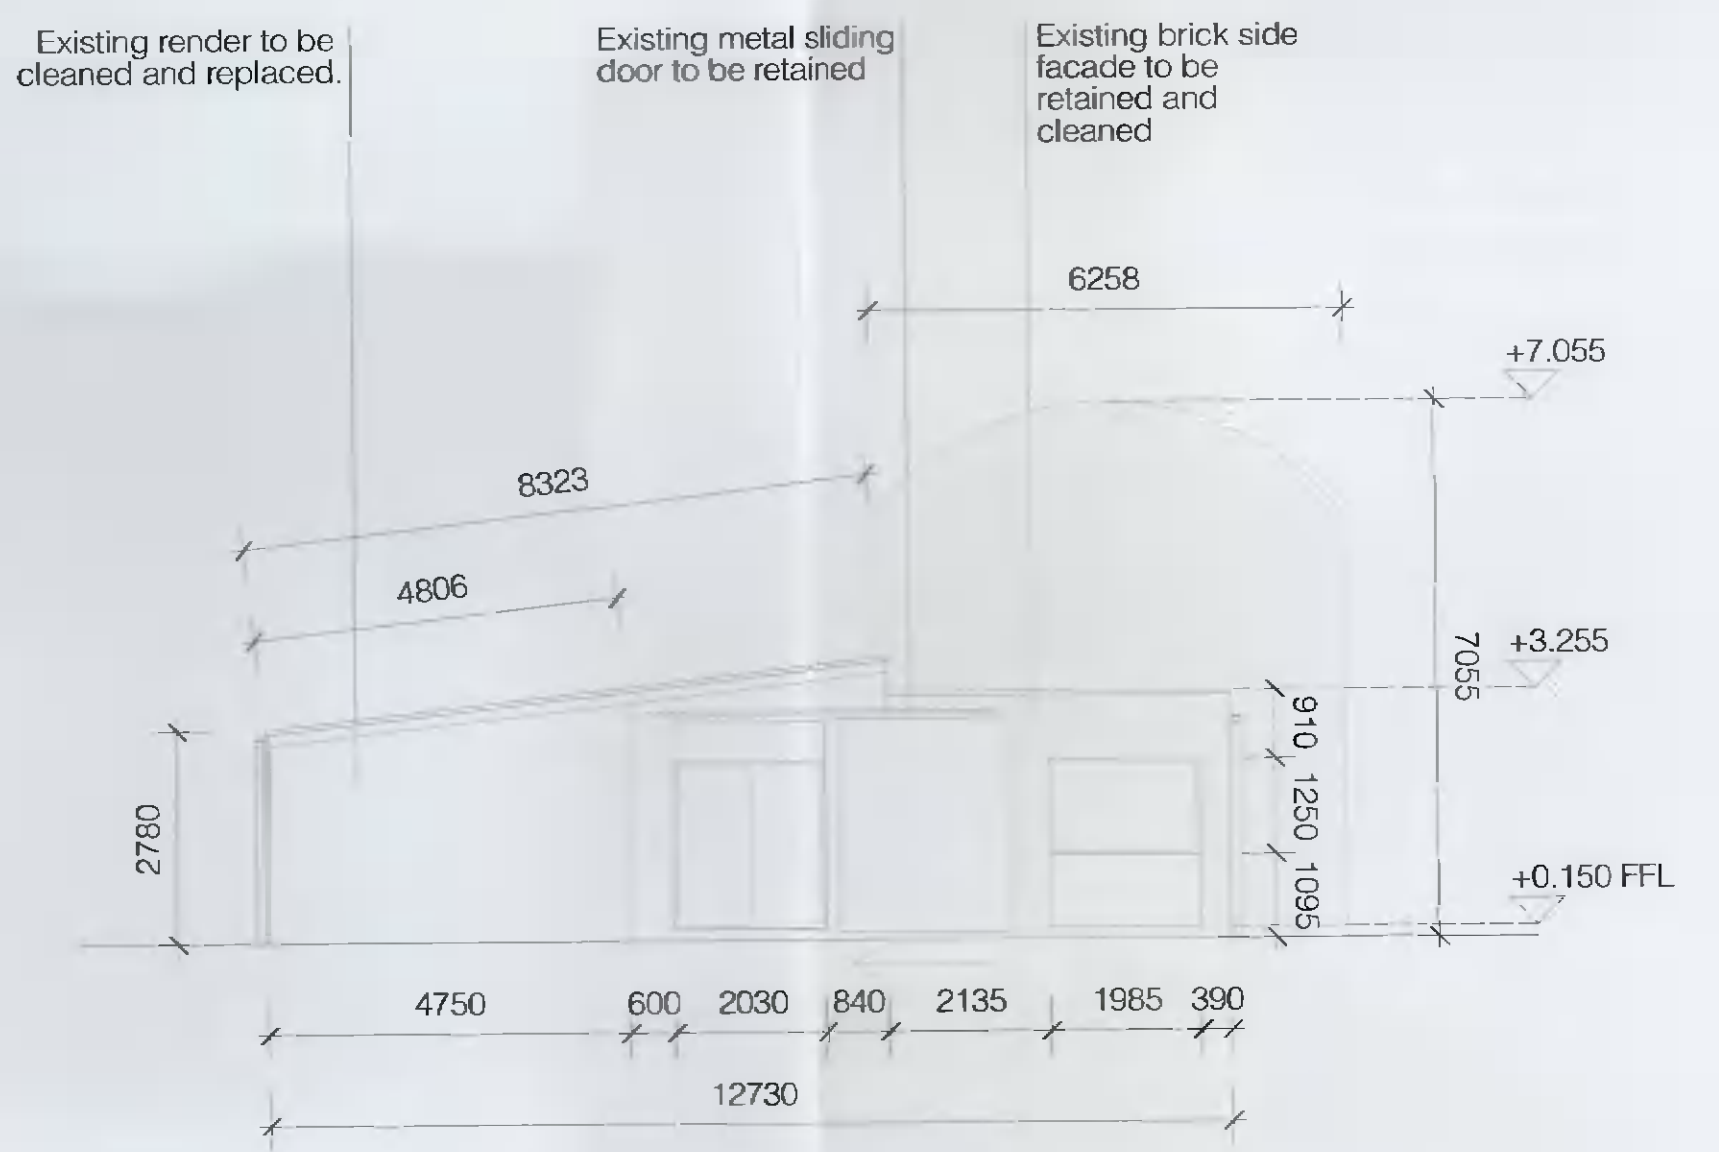 Existing render to be
cleaned and replaced.
Existing metal sliding
door to be retained
Existing brick side
facade to be
retained and
cleaned
6258
+7.055
8323
4806
+3.255
7055
910
2780
1250
1095
+0.150 FFL
4750
600
2030
840
2135
1985
390
12730